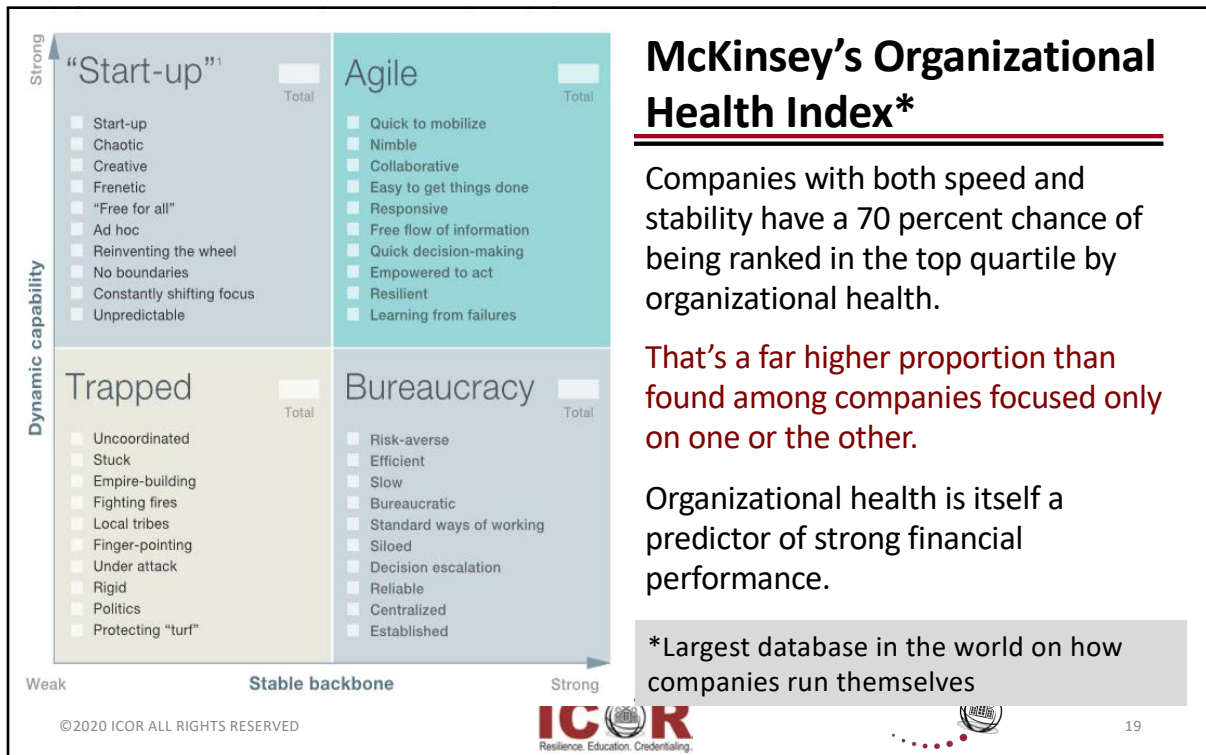 Strong
"Start-up"1
Total
Start-up
Chaotic
Creative
Frenetic
"Free for all"
Ad hoc
Reinventing the wheel
No boundaries
Constantly shifting focus
Unpredictable
Agile
Total
Quick to mobilize
Nimble
Collaborative
Easy to get things done
Responsive
Free flow of information
Quick decision-making
Empowered to act
Resilient
Learning from failures
Dynamic capability
Trapped
Total
Uncoordinated
Stuck
Empire-building
Fighting fires
Local tribes
Finger-pointing
Under attack
Rigid
Politics
Protecting "turf"
Bureaucracy
Total
Risk-averse
Efficient
Slow
Bureaucratic
Standard ways of working
Siloed
Decision escalation
Reliable
Centralized
Established
Weak
Stable backbone
Strong
McKinsey's Organizational
Health Index*
Companies with both speed and
stability have a 70 percent chance of
being ranked in the top quartile by
organizational health.
That's a far higher proportion than
found among companies focused only
on one or the other.
Organizational health is itself a
predictor of strong financial
performance.
*Largest database in the world on how
companies run themselves
©2020 ICOR ALL RIGHTS RESERVED
ICOR
Resilience. Education. Credentialing.
19